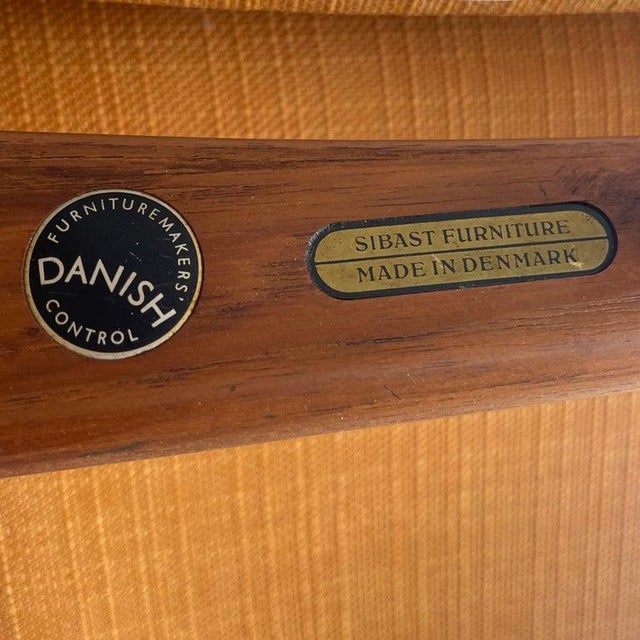 FURNITUREMAKERS'
DANISH
CONTROL
SIBAST FURNITURE
MADE IN DENMARK